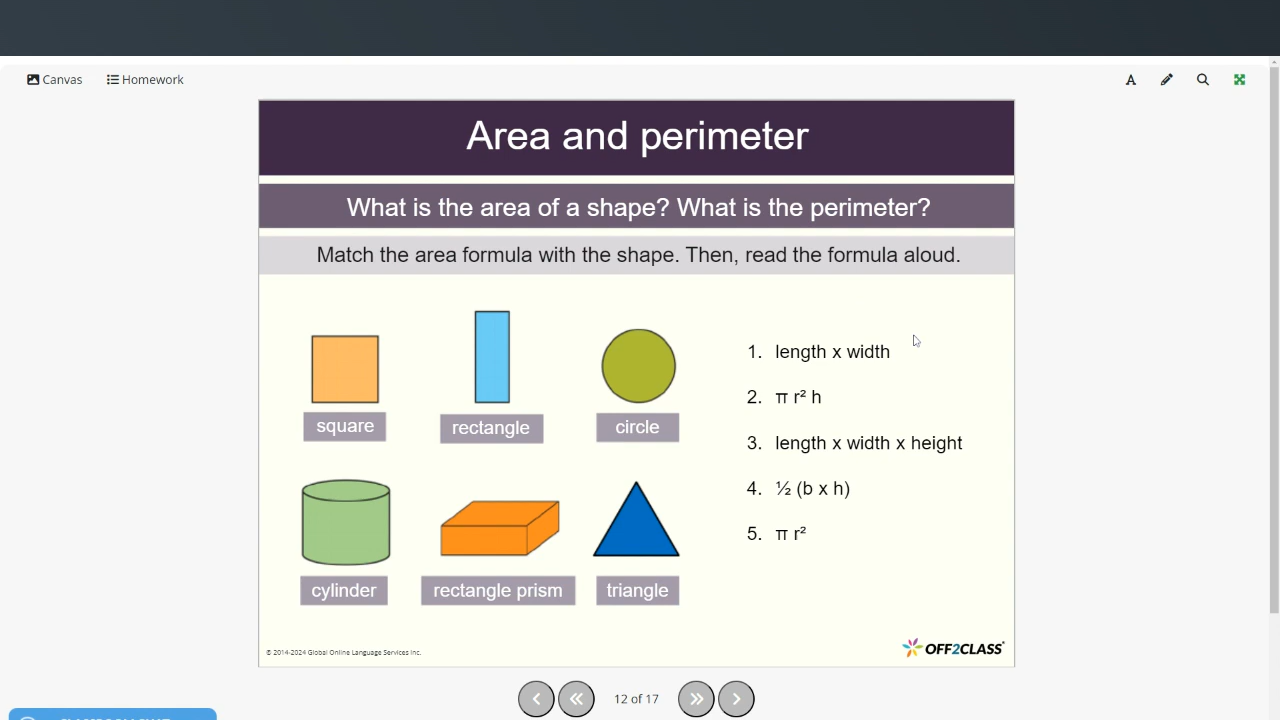 Canvas
Homework
A
Area and perimeter
What is the area of a shape? What is the perimeter?
Match the area formula with the shape. Then, read the formula aloud.
square
rectangle
circle
cylinder
rectangle prism
triangle
1. length x width
2. π r² h
3. length x width x height
4. ½ (b x h)
5. π r²
© 2014-2024 Global Online Language Services Inc.
OFF2CLASS
12 of 17